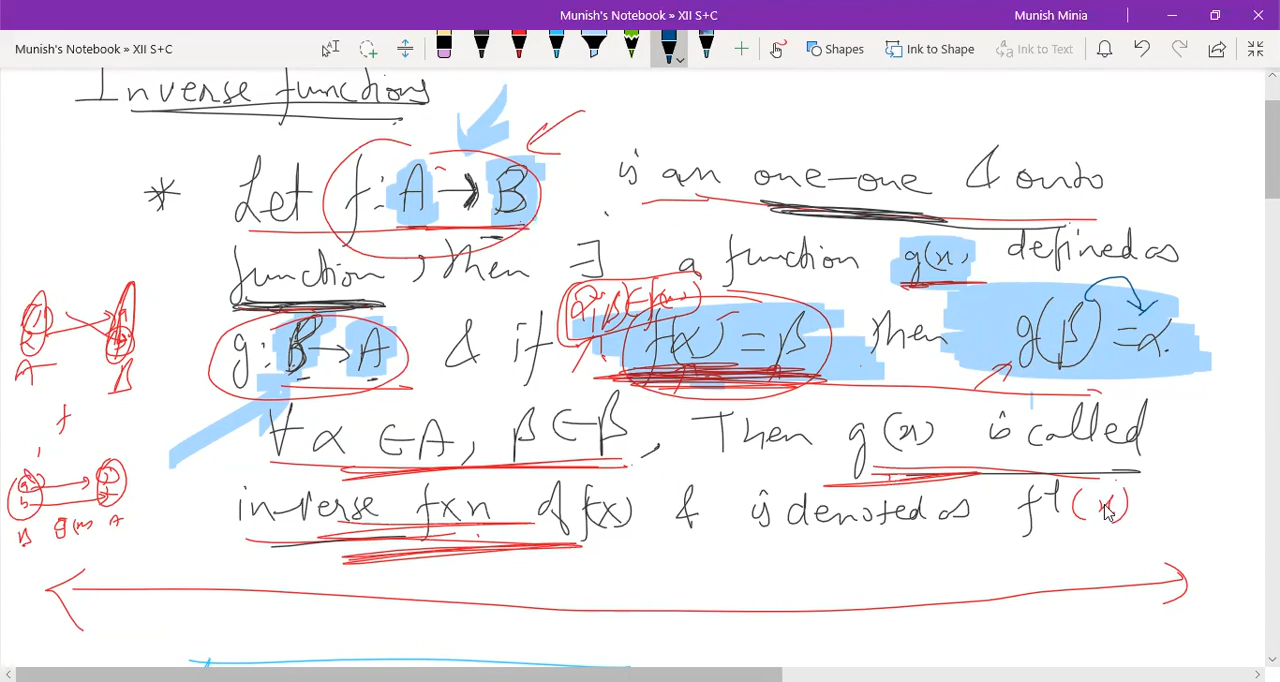 Munish's Notebook » XII S+C
Munish Minia
Munish's Notebook » XII S+C
Shapes Ink to Shape Ink to Text
Inverse functions
* Let f: A → B is an one-one & onto
function, then ∃ a function g(x) defined as
g: B → A & if f(α) = β then g(β) = α.
∀ α ∈ A, β ∈ B, Then g(x) is called
inverse fxn of f(x) & is denoted as f⁻¹(x)
A B
f
B g(x) A